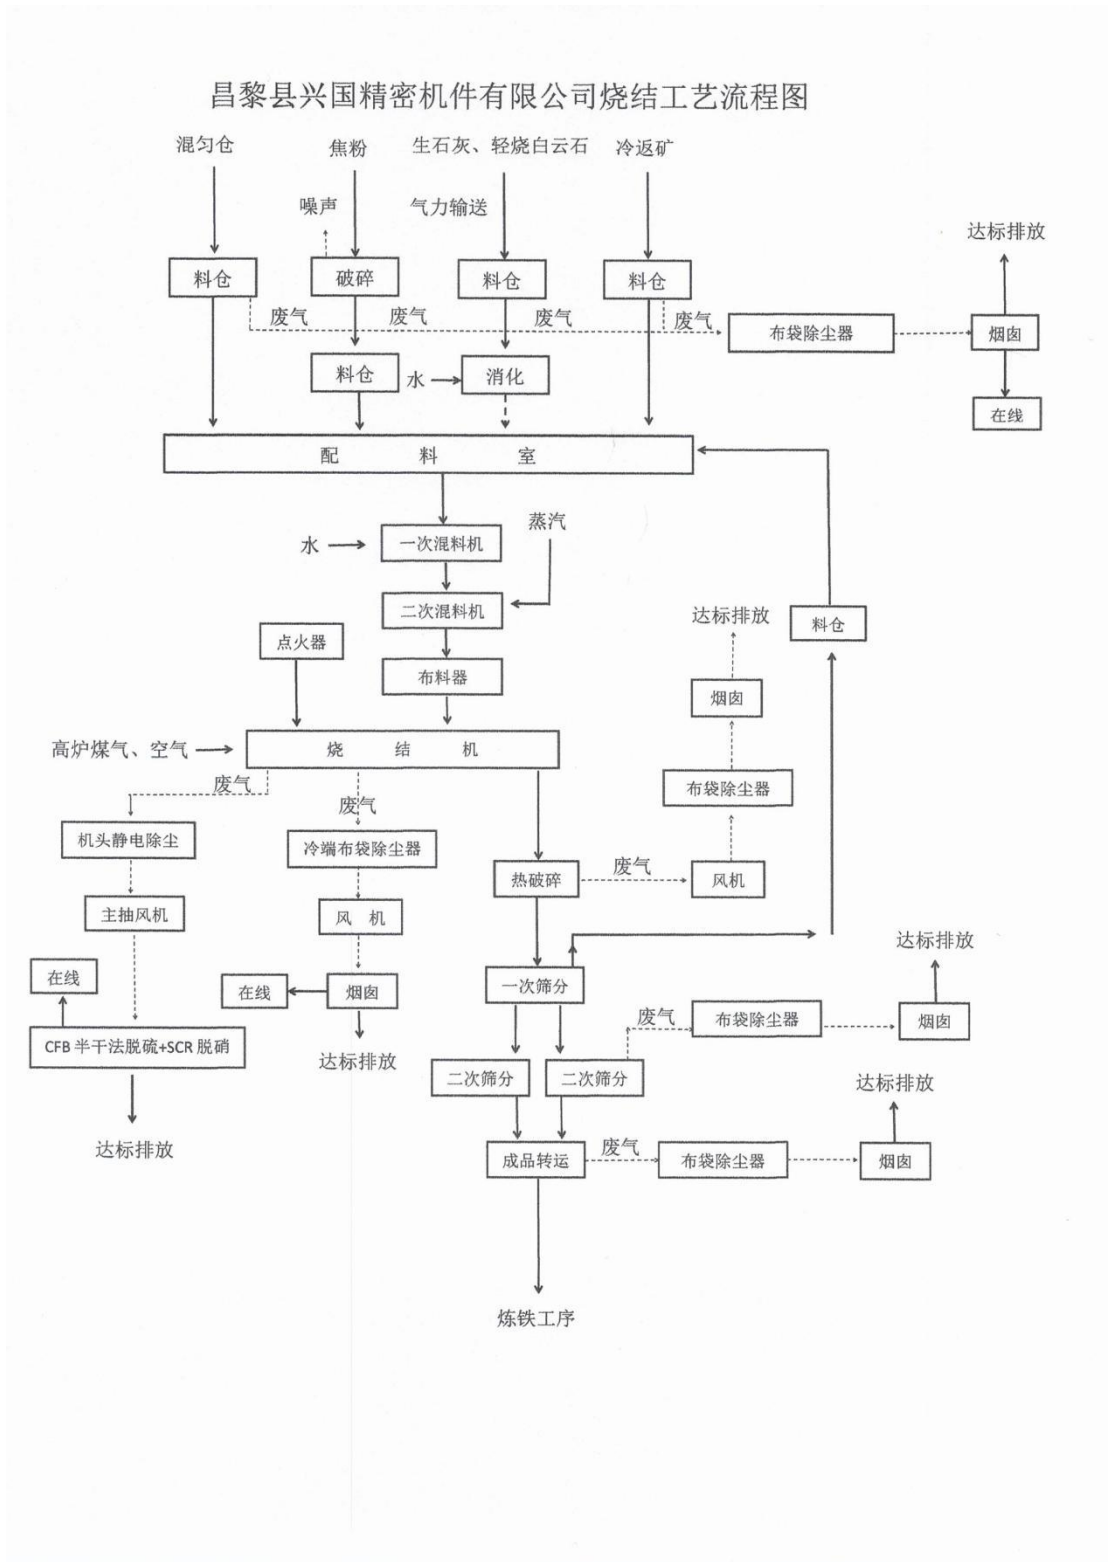 昌黎县兴国精密机件有限公司烧结工艺流程图
混匀仓
焦粉
生石灰、轻烧白云石
冷返矿
噪声
气力输送
达标排放
料仓
破碎
料仓
料仓
废气
废气
废气
废气
布袋除尘器
烟囱
料仓
水
消化
在线
配料室
蒸汽
水
一次混料机
二次混料机
达标排放
料仓
点火器
布料器
烟囱
高炉煤气、空气
烧结机
废气
布袋除尘器
废气
机头静电除尘
冷端布袋除尘器
废气
热破碎
风机
主抽风机
风机
达标排放
在线
在线
烟囱
一次筛分
废气
布袋除尘器
烟囱
CFB 半干法脱硫+SCR 脱硝
达标排放
二次筛分
二次筛分
达标排放
达标排放
废气
成品转运
布袋除尘器
烟囱
炼铁工序